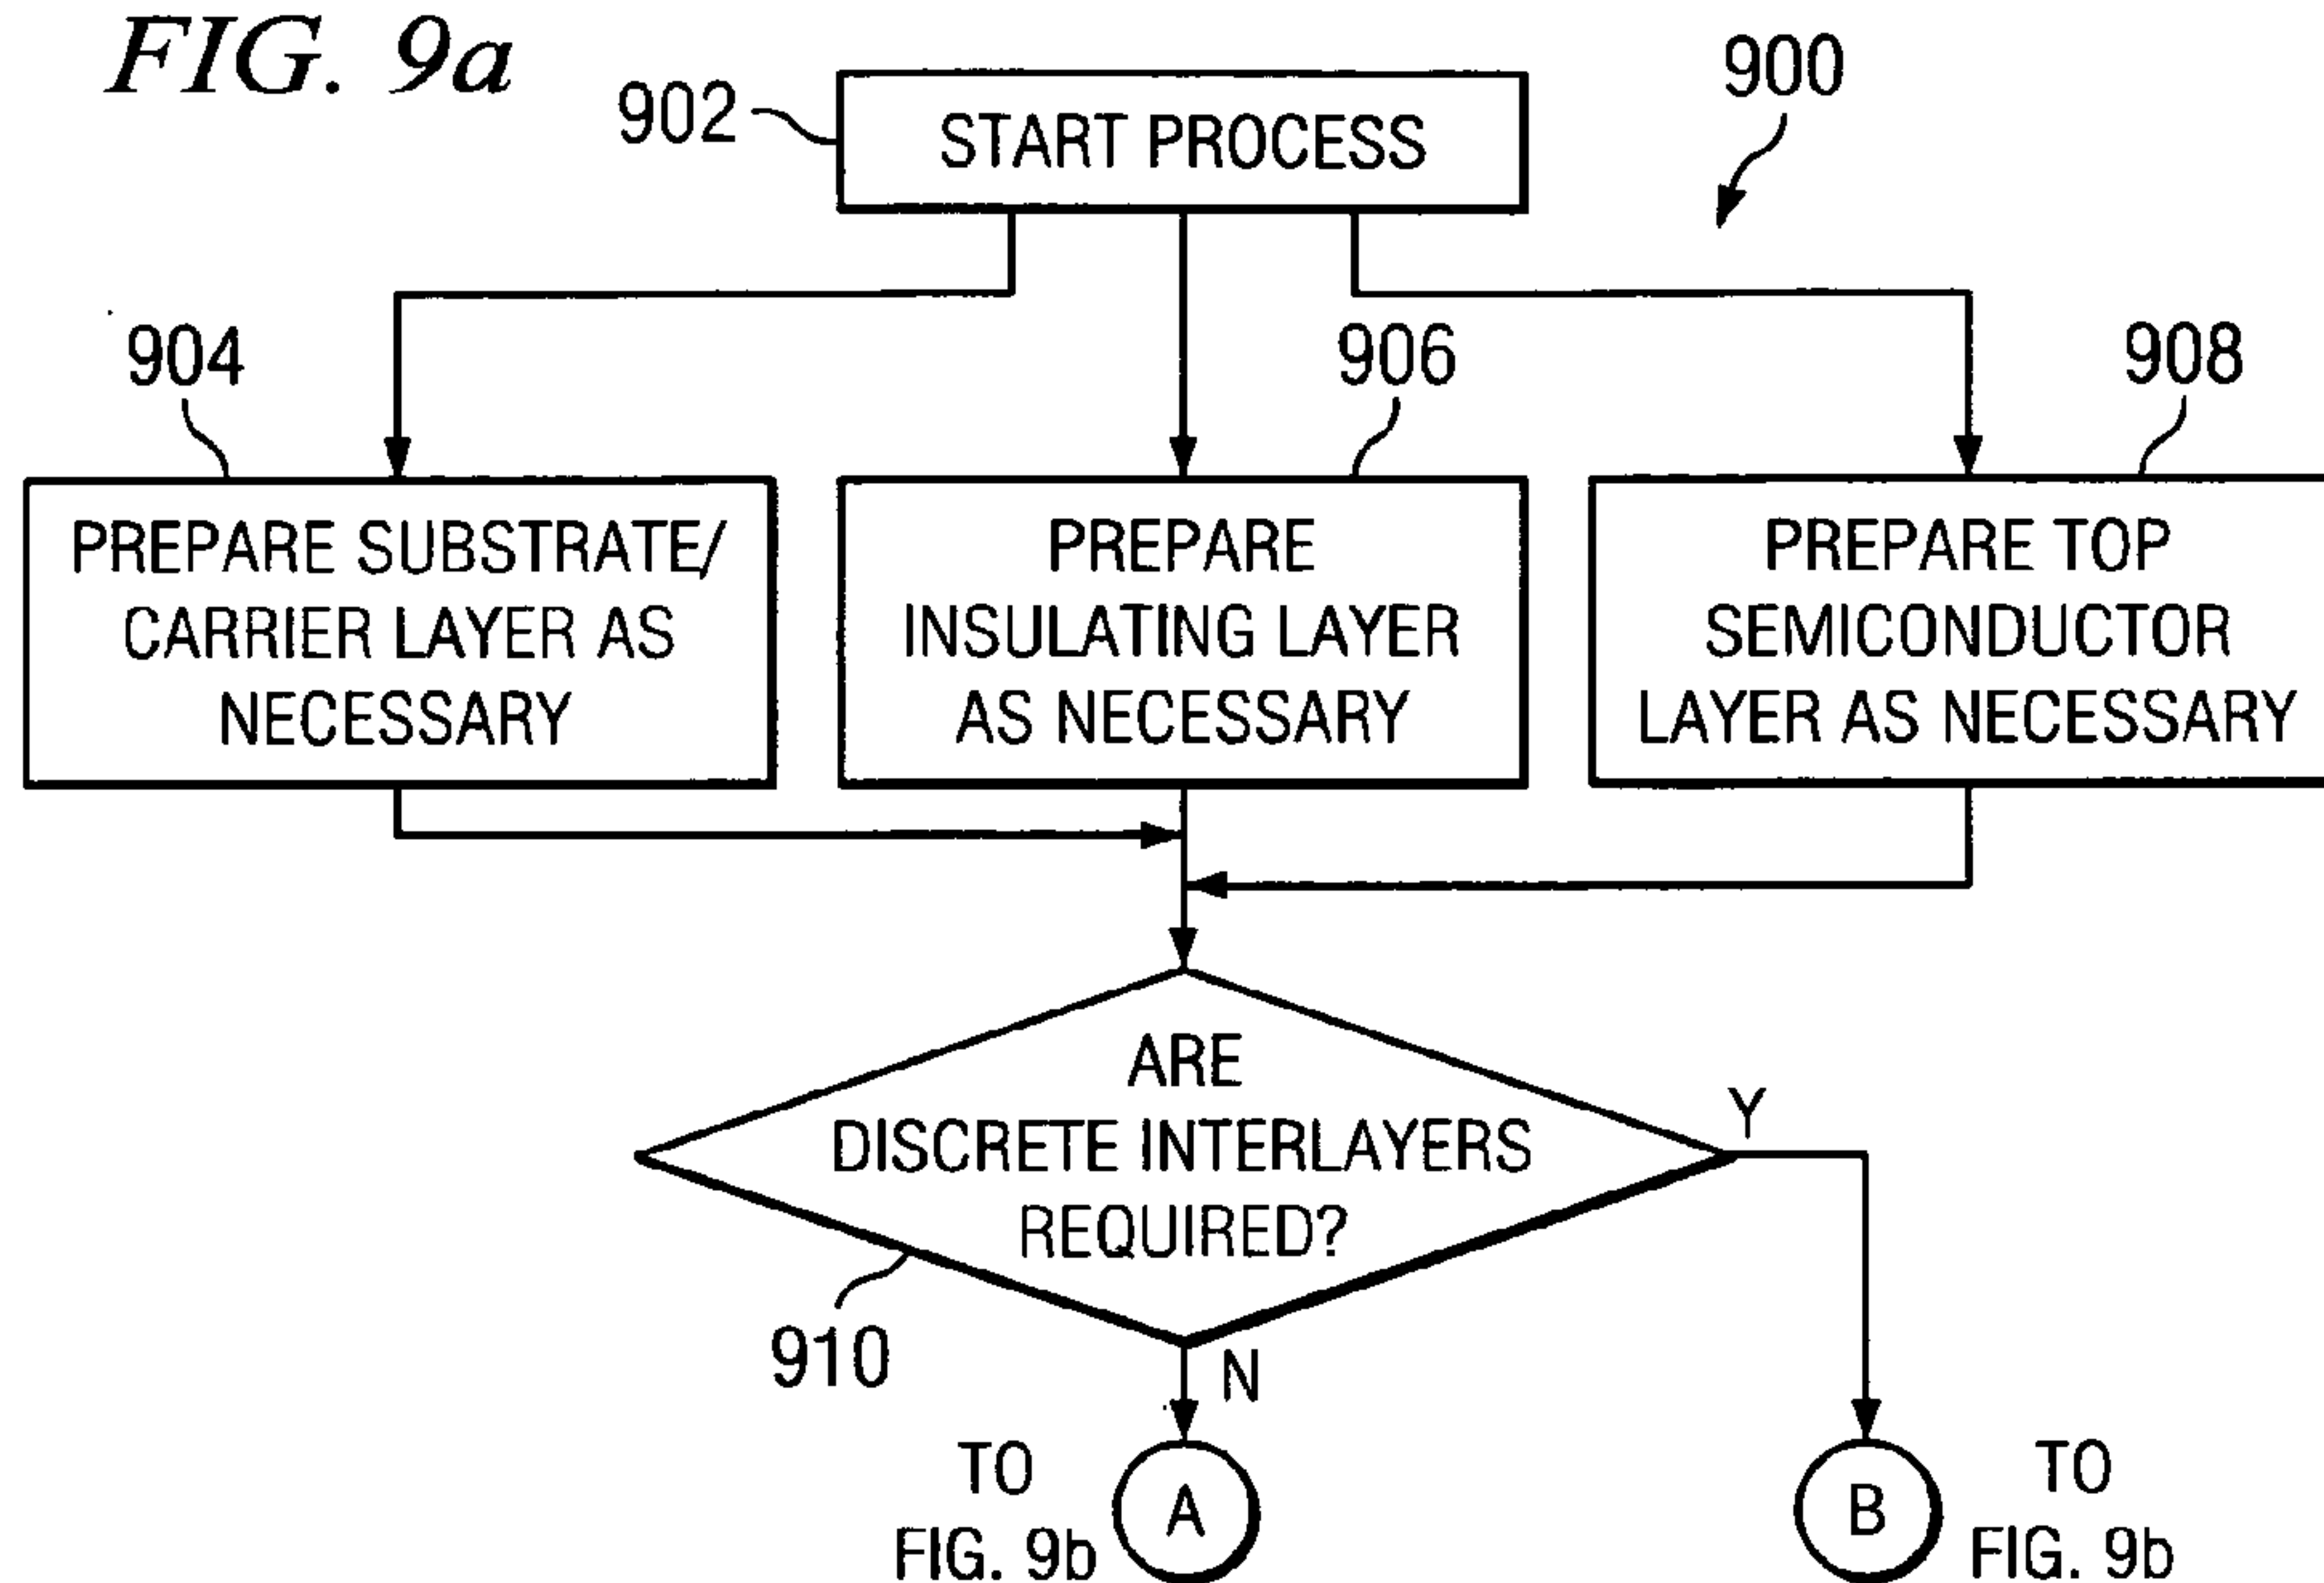 FIG. 9a
900
902
START PROCESS
904
906
908
PREPARE SUBSTRATE/
CARRIER LAYER AS
NECESSARY
PREPARE
INSULATING LAYER
AS NECESSARY
PREPARE TOP
SEMICONDUCTOR
LAYER AS NECESSARY
ARE
DISCRETE INTERLAYERS
REQUIRED?
Y
910
N
TO
FIG. 9b
A
B
TO
FIG. 9b